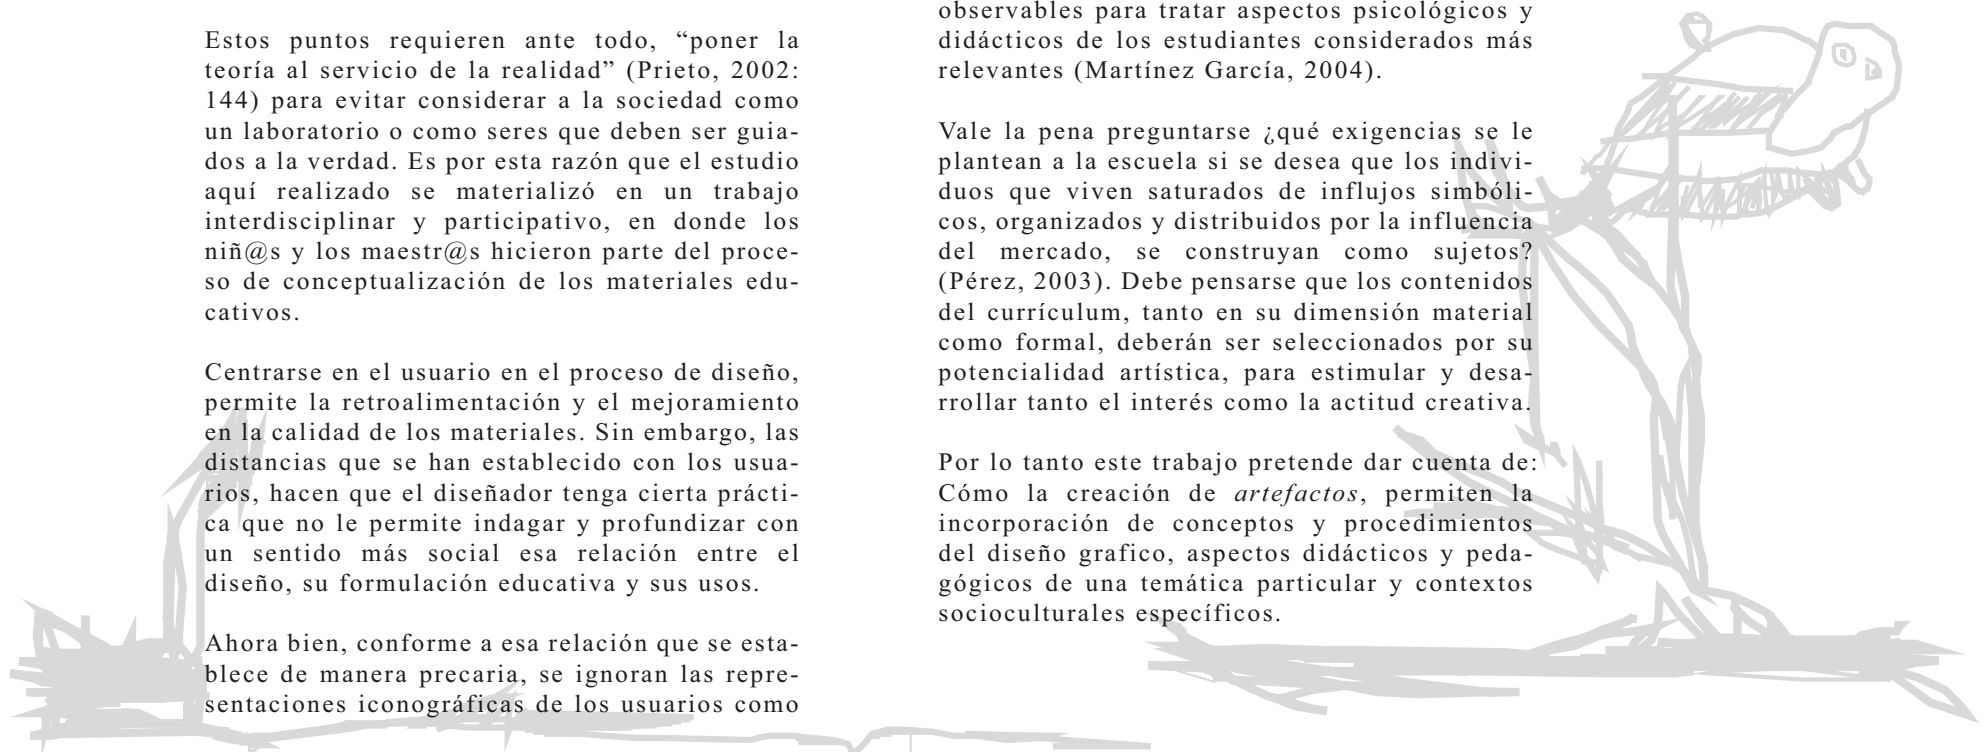 Estos puntos requieren ante todo, “poner la
teoría al servicio de la realidad” (Prieto, 2002:
144) para evitar considerar a la sociedad como
un laboratorio o como seres que deben ser guia-
dos a la verdad. Es por esta razón que el estudio
aquí realizado se materializó en un trabajo
interdisciplinar y participativo, en donde los
niñ@s y los maestr@s hicieron parte del proce-
so de conceptualización de los materiales edu-
cativos.
Centrarse en el usuario en el proceso de diseño,
permite la retroalimentación y el mejoramiento
en la calidad de los materiales. Sin embargo, las
distancias que se han establecido con los usua-
rios, hacen que el diseñador tenga cierta prácti-
ca que no le permite indagar y profundizar con
un sentido más social esa relación entre el
diseño, su formulación educativa y sus usos.
Ahora bien, conforme a esa relación que se esta-
blece de manera precaria, se ignoran las repre-
sentaciones iconográficas de los usuarios como
observables para tratar aspectos psicológicos y
didácticos de los estudiantes considerados más
relevantes (Martínez García, 2004).
Vale la pena preguntarse ¿qué exigencias se le
plantean a la escuela si se desea que los indivi-
duos que viven saturados de influjos simbóli-
cos, organizados y distribuidos por la influencia
del mercado, se construyan como sujetos?
(Pérez, 2003). Debe pensarse que los contenidos
del currículum, tanto en su dimensión material
como formal, deberán ser seleccionados por su
potencialidad artística, para estimular y desa-
rrollar tanto el interés como la actitud creativa.
Por lo tanto este trabajo pretende dar cuenta de:
Cómo la creación de artefactos, permiten la
incorporación de conceptos y procedimientos
del diseño grafico, aspectos didácticos y peda-
gógicos de una temática particular y contextos
socioculturales específicos.